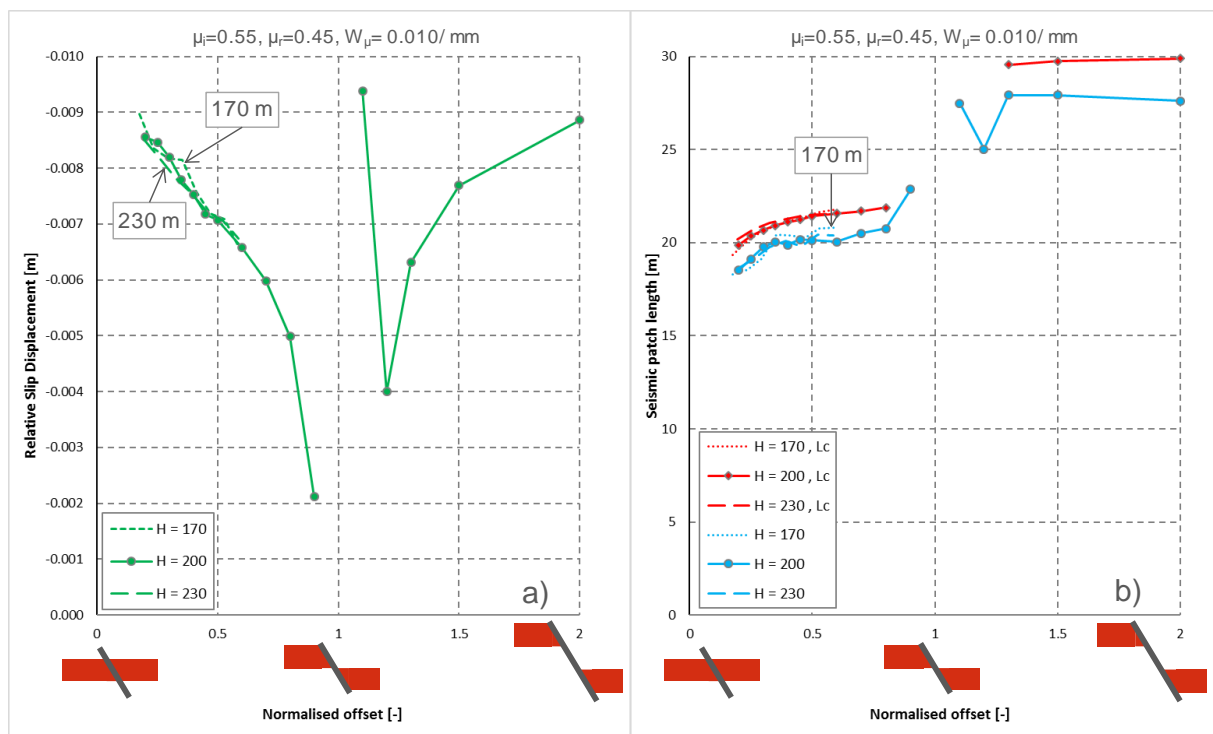 μi=0.55, μr=0.45, Wμ= 0.010/ mm
-0.010
-0.009
-0.008
-0.007
-0.006
-0.005
-0.004
-0.003
-0.002
-0.001
0.000
Relative Slip Displacement [m]
170 m
230 m
H = 170
H = 200
H = 230
a)
0
0.5
1
1.5
2
Normalised offset [-]
μi=0.55, μr=0.45, Wμ= 0.010/ mm
30
25
20
15
10
5
0
Seismic patch length [m]
170 m
H = 170 , Lc
H = 200 , Lc
H = 230 , Lc
H = 170
H = 200
H = 230
b)
0
0.5
1
1.5
2
Normalised offset [-]